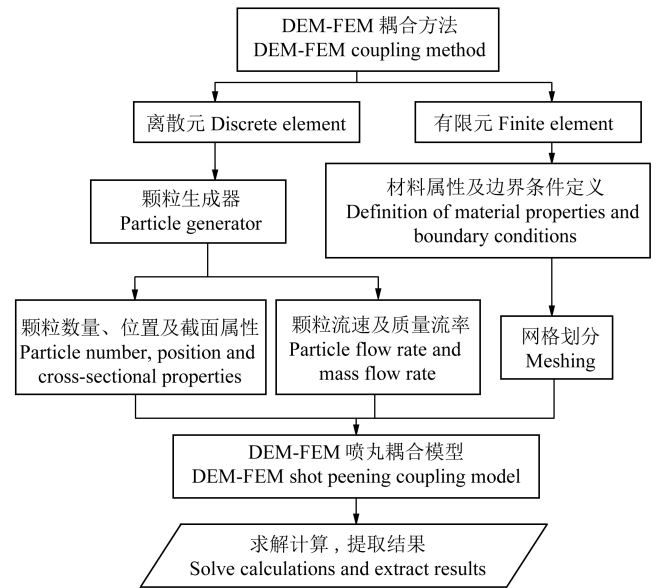 DEM-FEM 耦合方法
DEM-FEM coupling method
离散元 Discrete element
有限元 Finite element
颗粒生成器
Particle generator
材料属性及边界条件定义
Definition of material properties and
boundary conditions
颗粒数量、位置及截面属性
Particle number, position and
cross-sectional properties
颗粒流速及质量流率
Particle flow rate and
mass flow rate
网格划分
Meshing
DEM-FEM 喷丸耦合模型
DEM-FEM shot peening coupling model
求解计算，提取结果
Solve calculations and extract results